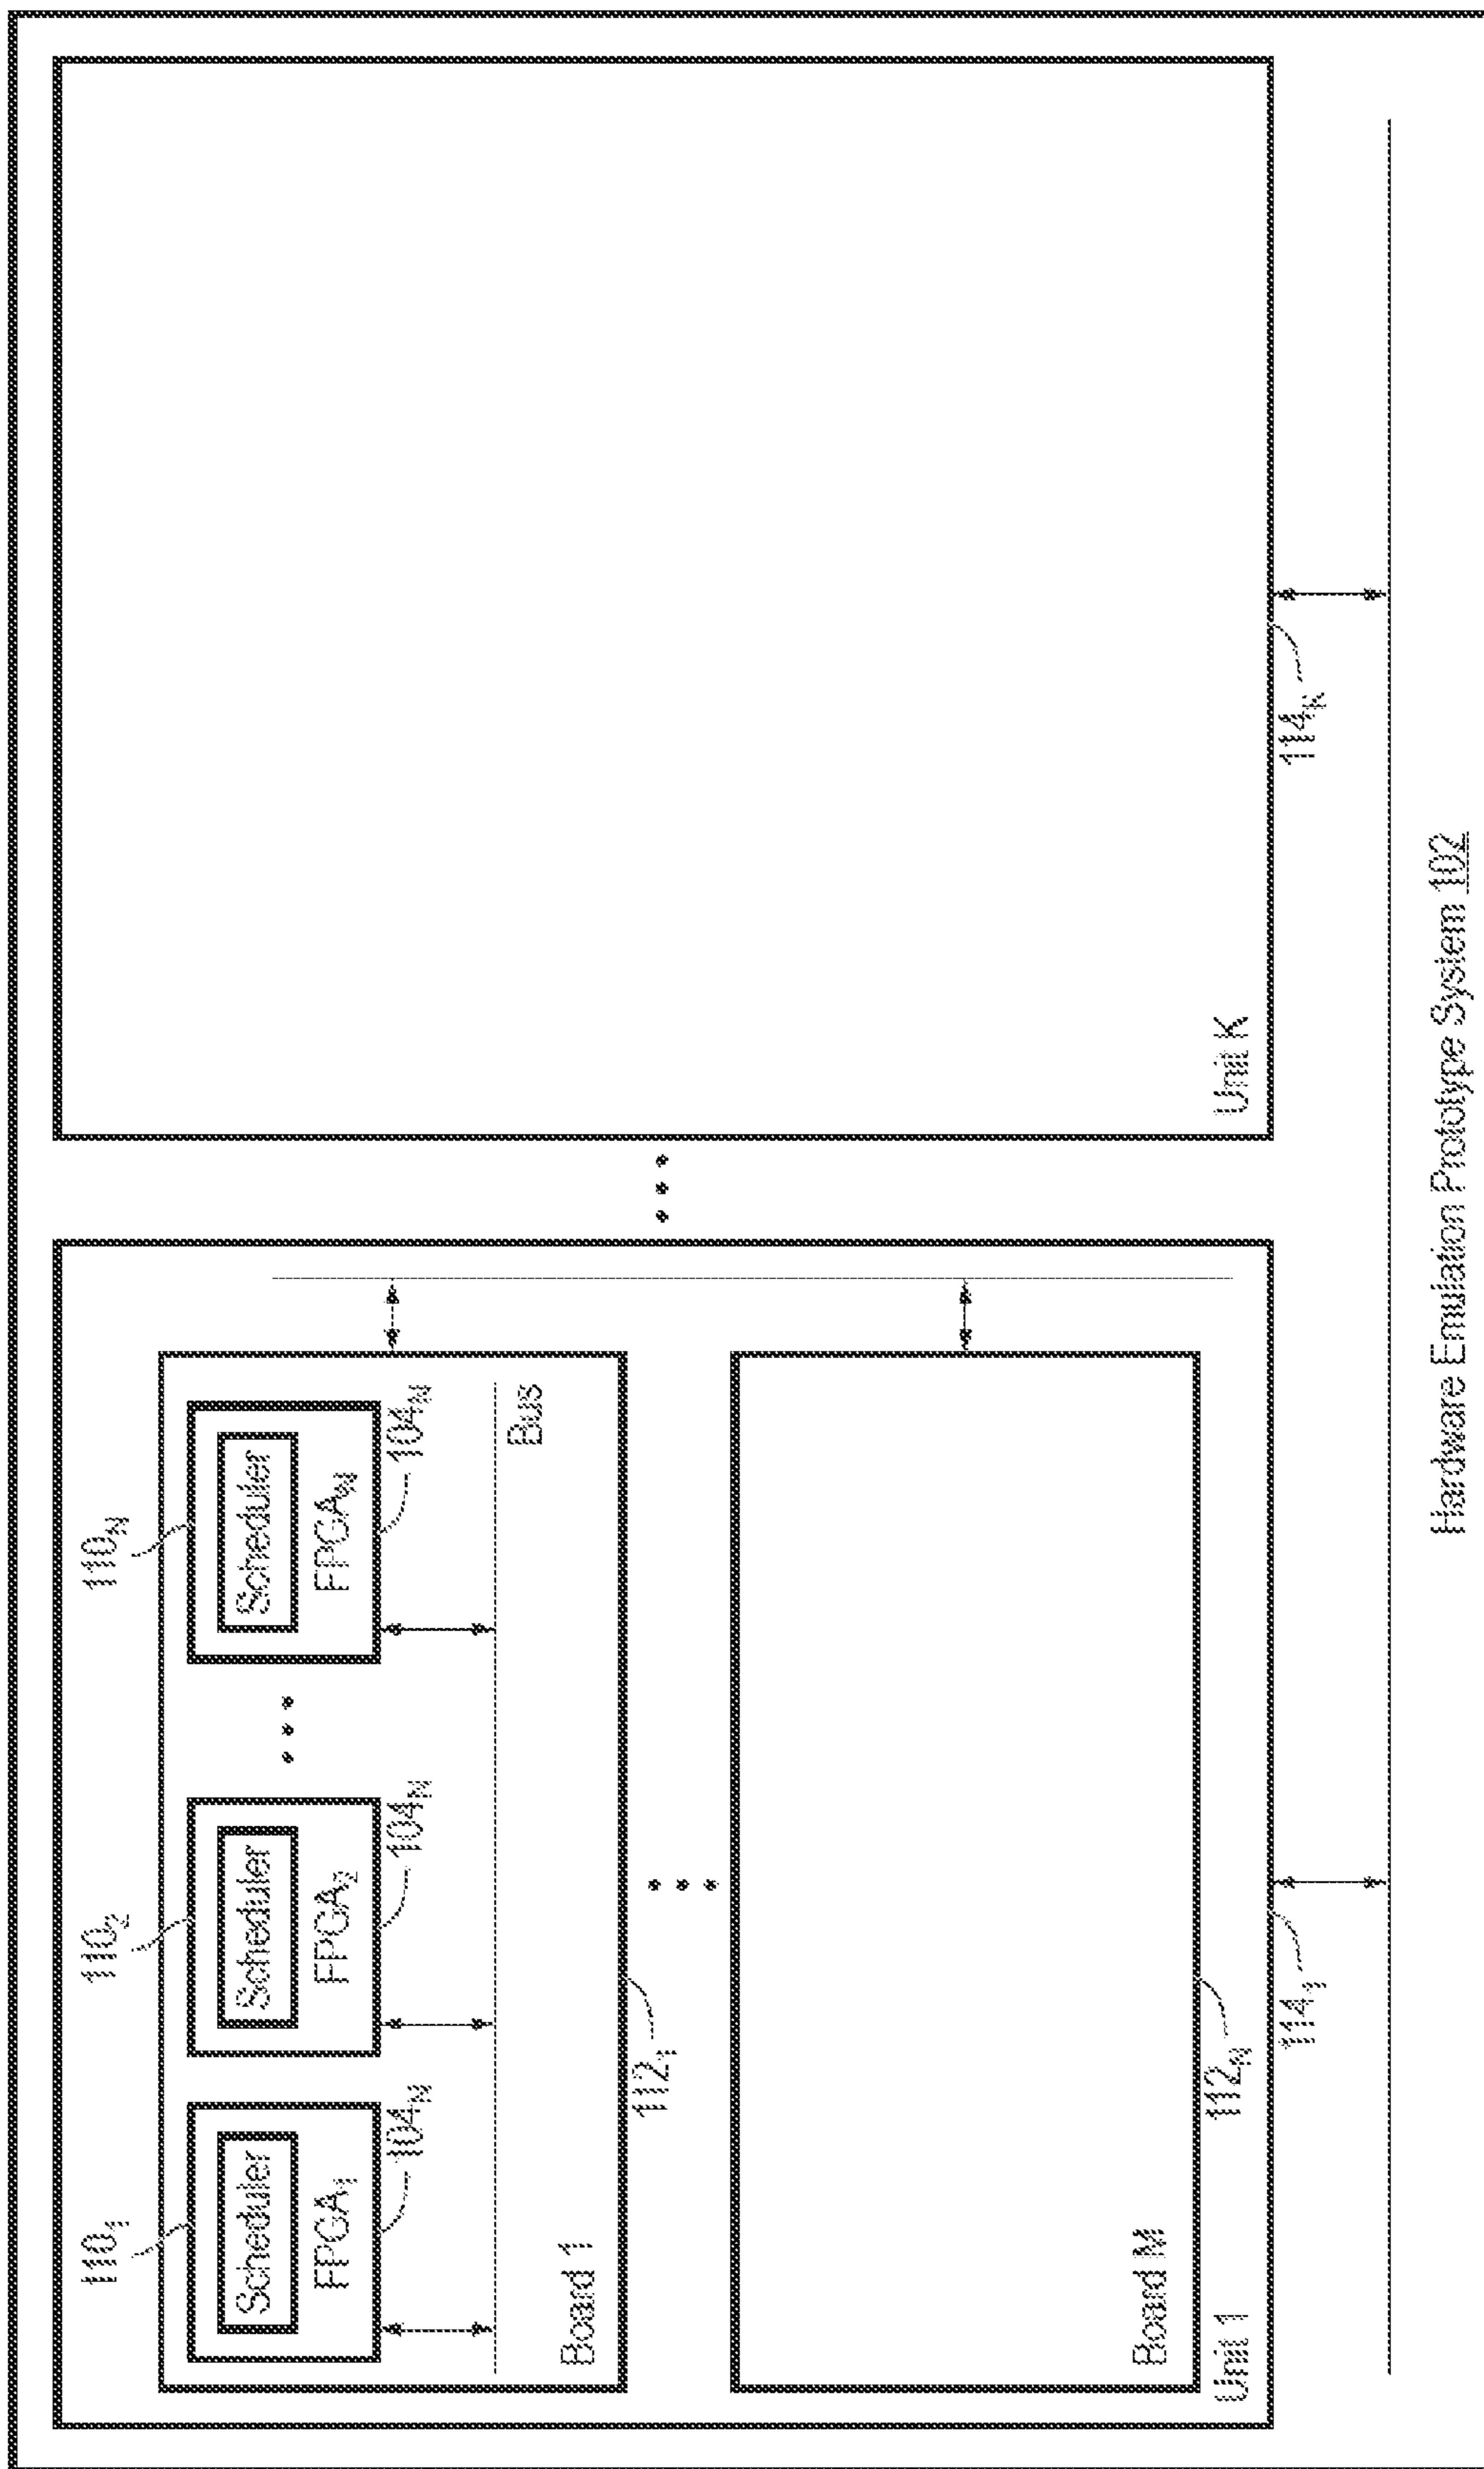 110₁ 110₂ 110N
Scheduler Scheduler Scheduler
FPGA₁ FPGA₂ FPGAN
104N 104N 104N
Bus
Board 1
112₁
Board M
112N
Unit 1 Unit K
114₁ 114K
Hardware Emulation Prototype System 102